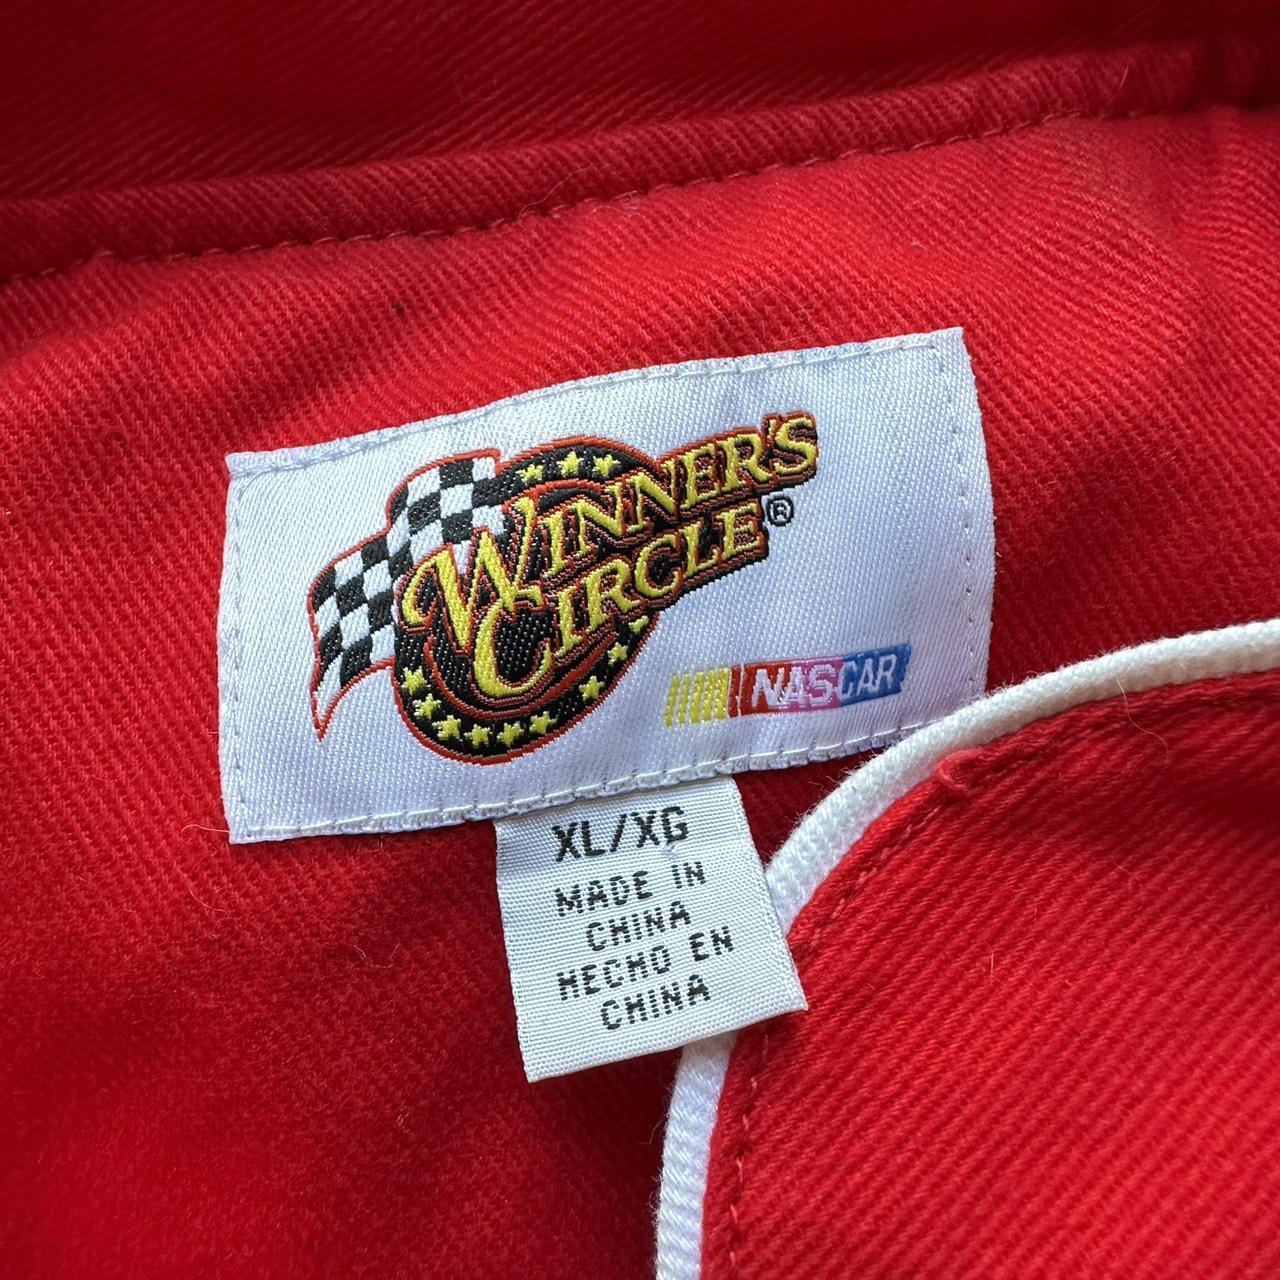 WINNER'S
CIRCLE®
NASCAR
XL/XG
MADE IN
CHINA
HECHO EN
CHINA